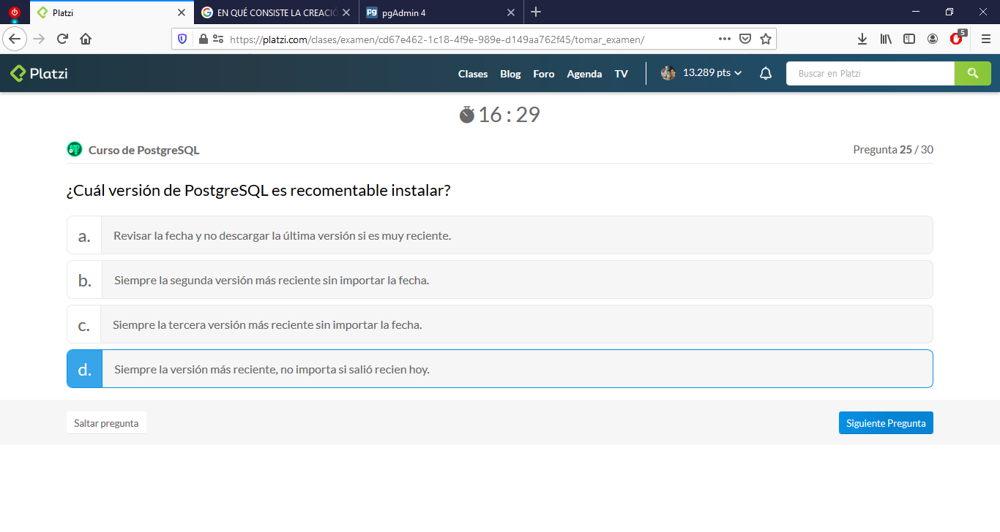 Platzi
EN QUÉ CONSISTE LA CREACIÓ
pgAdmin 4
https://platzi.com/clases/examen/cd67e462-1c18-4f9e-989e-d149aa762f45/tomar_examen/
5
Platzi
Clases
Blog
Foro
Agenda
TV
13.289 pts
Buscar en Platzi
16 : 29
Curso de PostgreSQL
Pregunta 25 / 30
¿Cuál versión de PostgreSQL es recomentable instalar?
a. Revisar la fecha y no descargar la última versión si es muy reciente.
b. Siempre la segunda versión más reciente sin importar la fecha.
c. Siempre la tercera versión más reciente sin importar la fecha.
d. Siempre la versión más reciente, no importa si salió recien hoy.
Saltar pregunta
Siguiente Pregunta